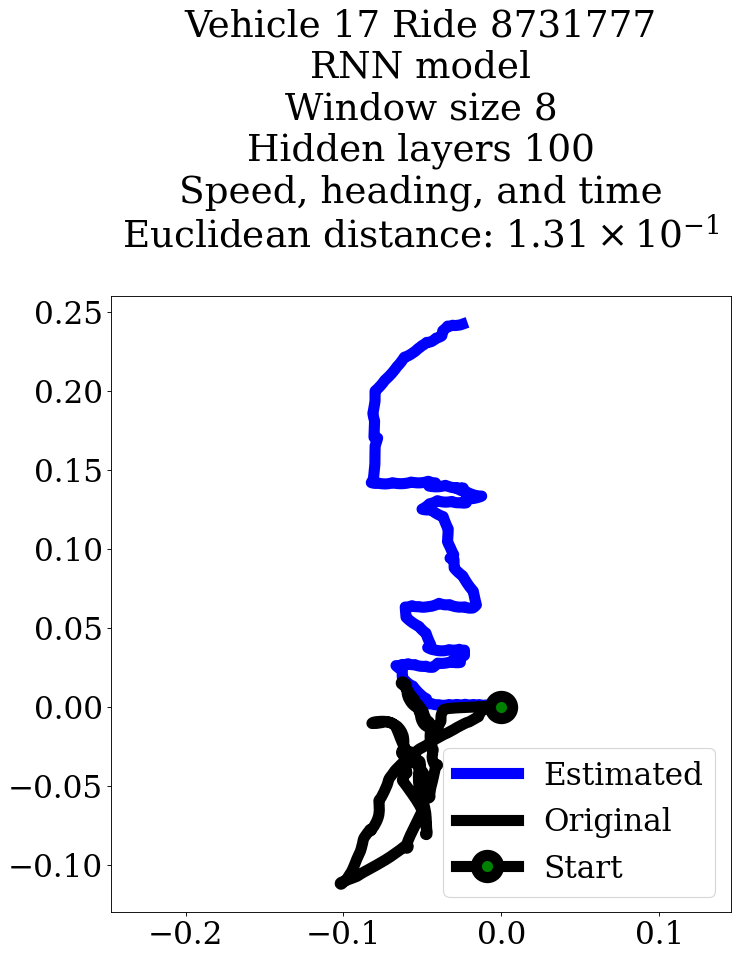 Vehicle 17 Ride 8731777
RNN model
Window size 8
Hidden layers 100
Speed, heading, and time
Euclidean distance: 1.31 × 10⁻¹
0.25
0.20
0.15
0.10
0.05
0.00
−0.05
−0.10
Estimated
Original
Start
−0.2
−0.1
0.0
0.1